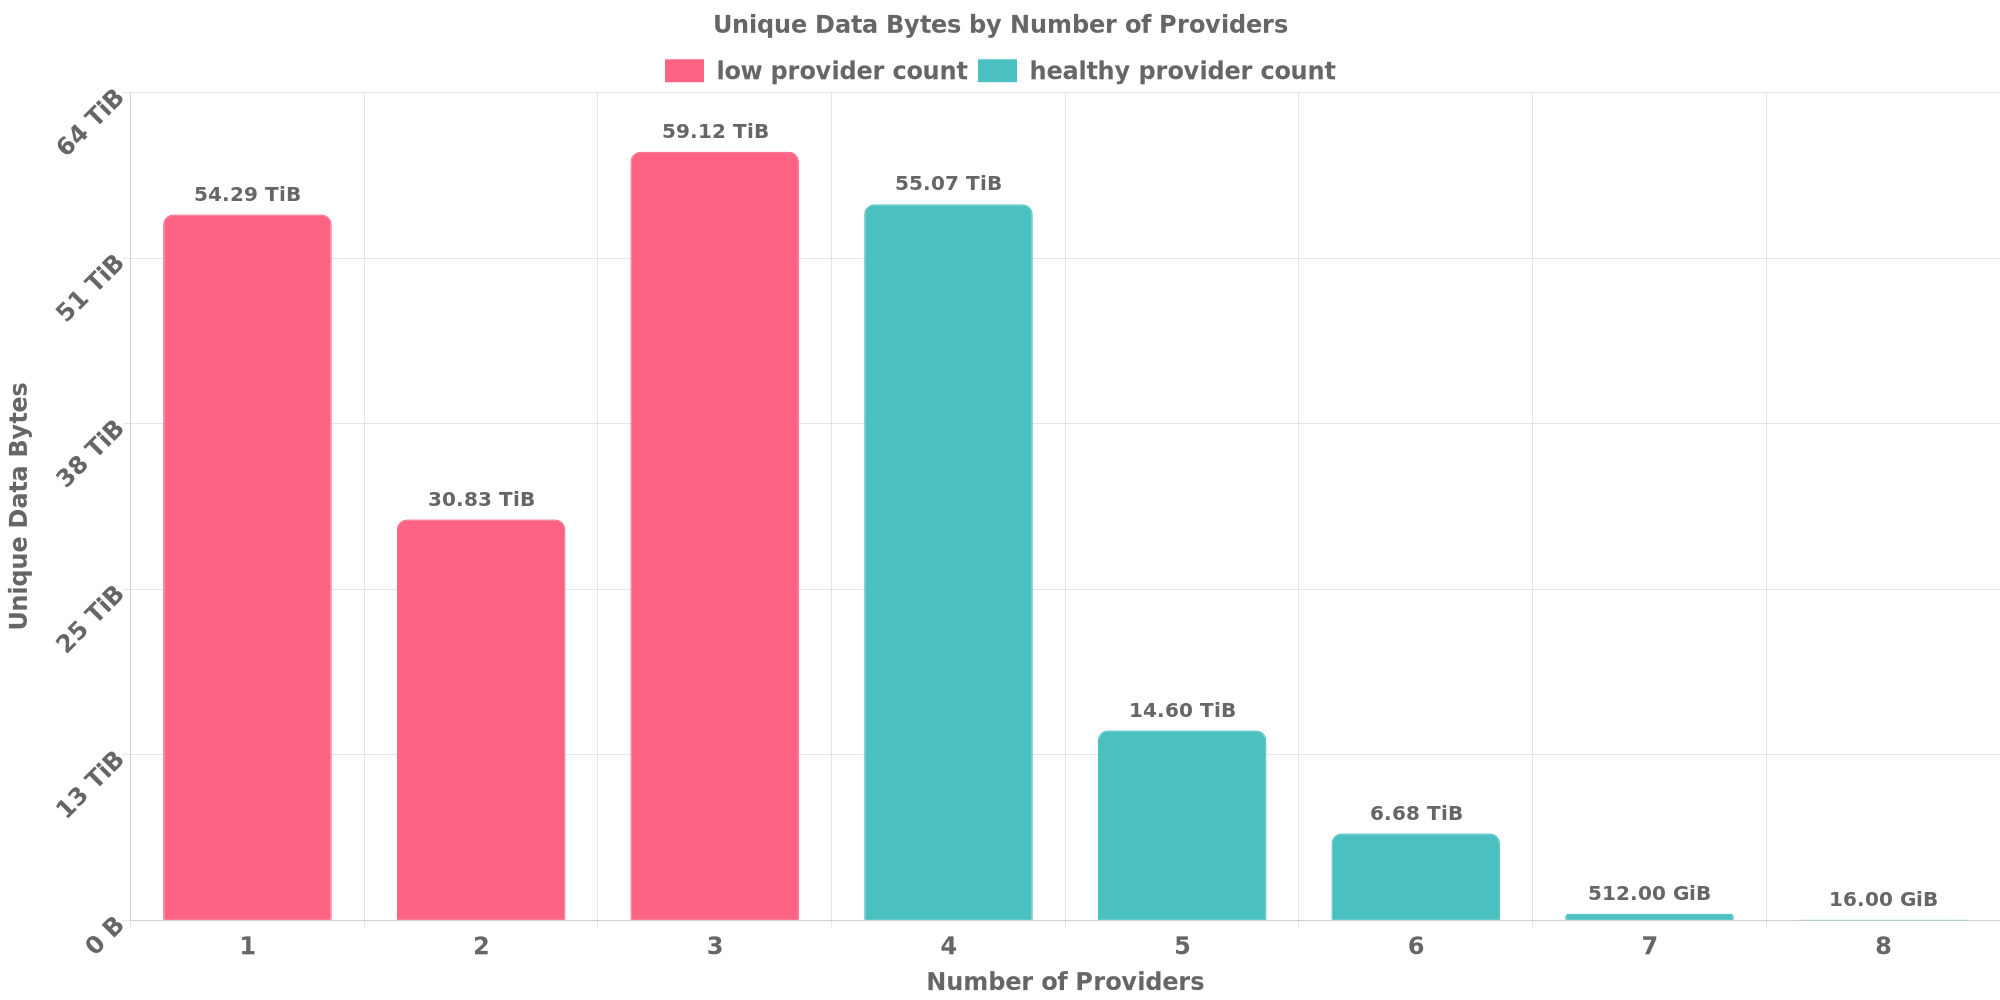 Unique Data Bytes by Number of Providers
low provider count healthy provider count
64 TiB
51 TiB
38 TiB
25 TiB
13 TiB
0 B
Unique Data Bytes
54.29 TiB
30.83 TiB
59.12 TiB
55.07 TiB
14.60 TiB
6.68 TiB
512.00 GiB
16.00 GiB
1 2 3 4 5 6 7 8
Number of Providers